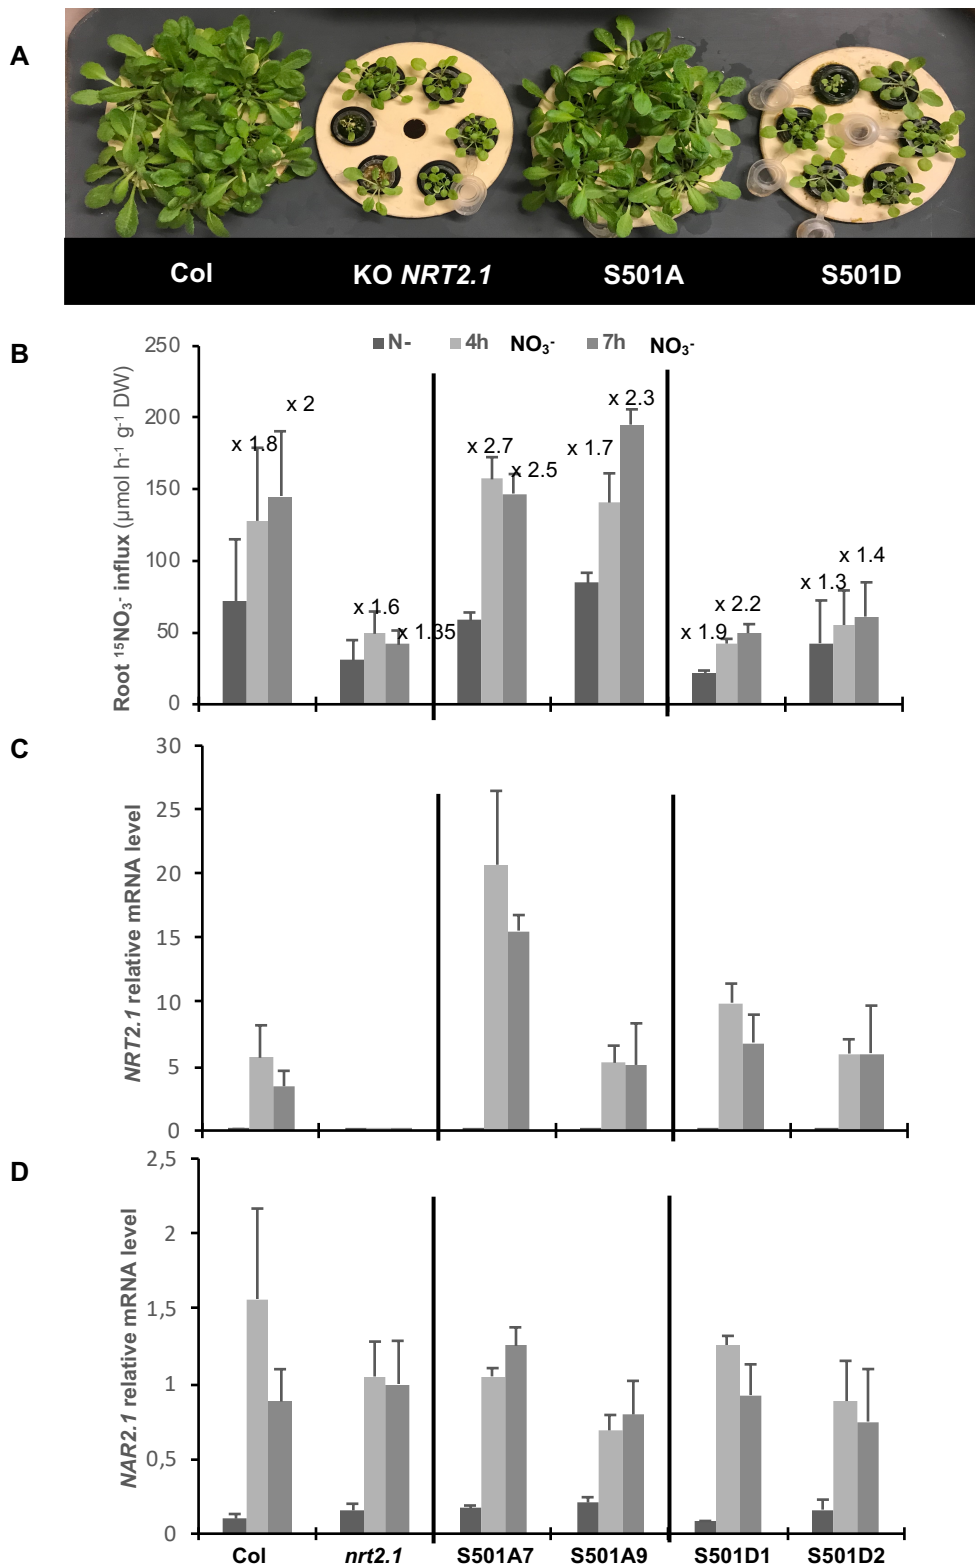 A
Col KO NRT2.1 S501A S501D
B
N- 4h NO₃⁻ 7h NO₃⁻
Root ¹⁵NO₃⁻ influx (µmol h⁻¹ g⁻¹ DW)
250
200
150
100
50
0
x 1.8
x 2
x 1.6
x 1.35
x 2.7
x 2.5
x 1.7
x 2.3
x 1.9
x 2.2
x 1.3
x 1.4
C
NRT2.1 relative mRNA level
30
25
20
15
10
5
0
D
NAR2.1 relative mRNA level
2,5
2
1,5
1
0,5
0
Col nrt2.1 S501A7 S501A9 S501D1 S501D2